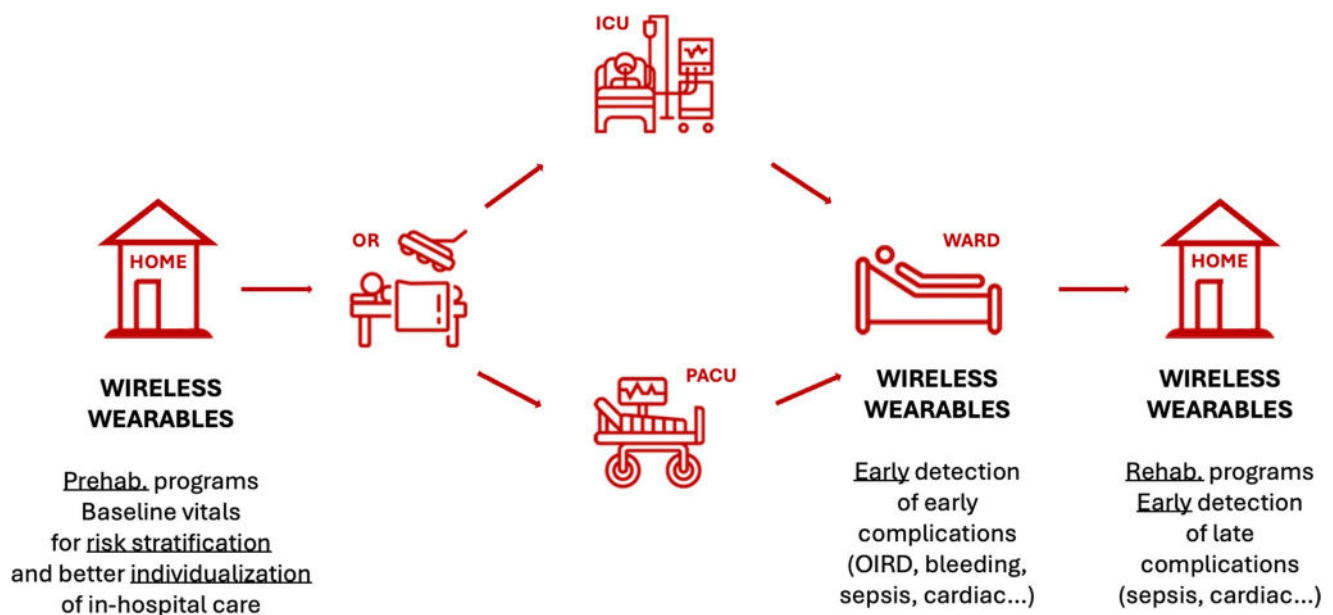 ICU
OR
HOME
WARD
HOME
PACU
WIRELESS
WEARABLES
Prehab. programs
Baseline vitals
for risk stratification
and better individualization
of in-hospital care
WIRELESS
WEARABLES
Early detection
of early
complications
(OIRD, bleeding,
sepsis, cardiac...)
WIRELESS
WEARABLES
Rehab. programs
Early detection
of late
complications
(sepsis, cardiac...)